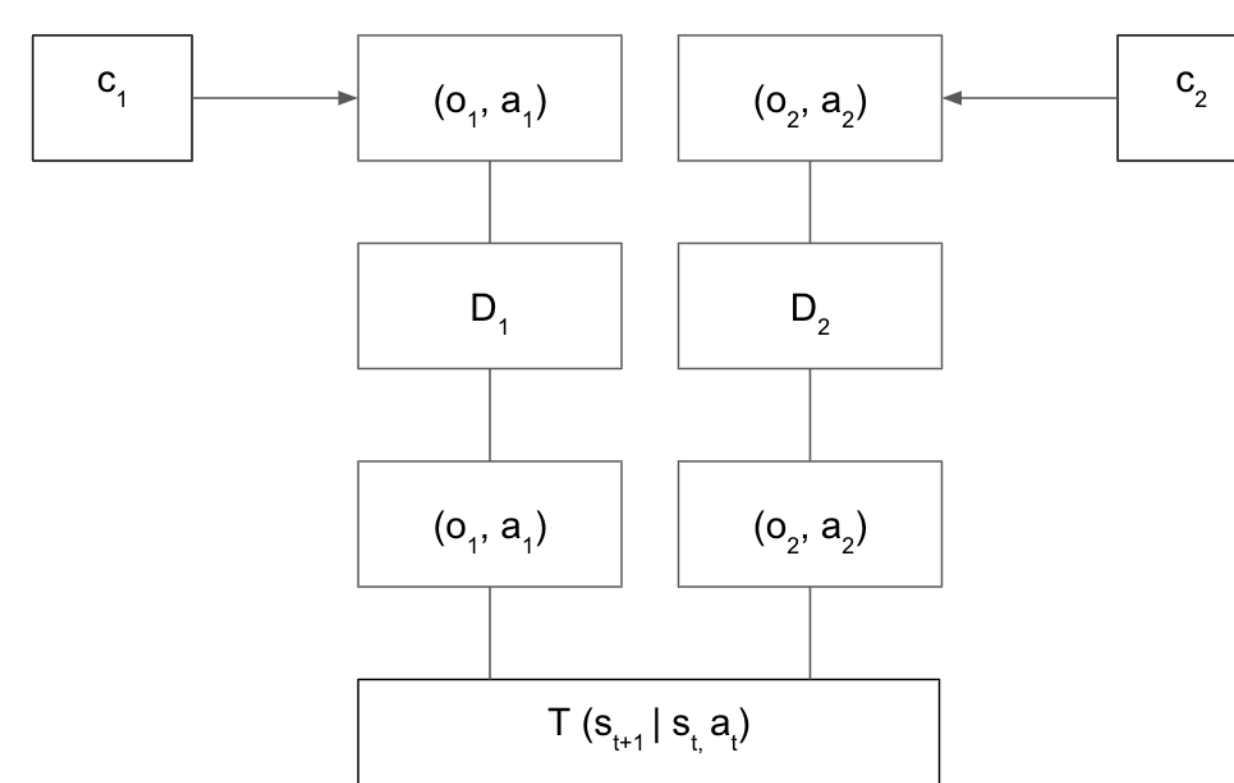 c₁
(o₁, a₁)
(o₂, a₂)
c₂
D₁
D₂
(o₁, a₁)
(o₂, a₂)
T (sₜ₊₁ | sₜ, aₜ)